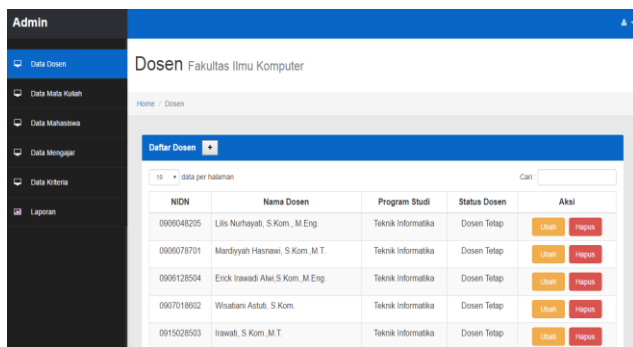 Admin
Data Dosen
Data Mata Kuliah
Data Mahasiswa
Data Mengajar
Data Kriteria
Laporan
Dosen Fakultas Ilmu Komputer
Home / Dosen
Daftar Dosen +
10 data per halaman Cari :
NIDN Nama Dosen Program Studi Status Dosen Aksi
0906048205 Lilis Nurhayati, S.Kom., M.Eng. Teknik Informatika Dosen Tetap Ubah Hapus
0906078701 Mardiyyah Hasnawi, S.Kom.,M.T. Teknik Informatika Dosen Tetap Ubah Hapus
0906128504 Erick Irawadi Alwi,S.Kom.,M.Eng. Teknik Informatika Dosen Tetap Ubah Hapus
0907018602 Wisatiani Astuti, S.Kom. Teknik Informatika Dosen Tetap Ubah Hapus
0915028503 Irawati, S.Kom.,M.T. Teknik Informatika Dosen Tetap Ubah Hapus